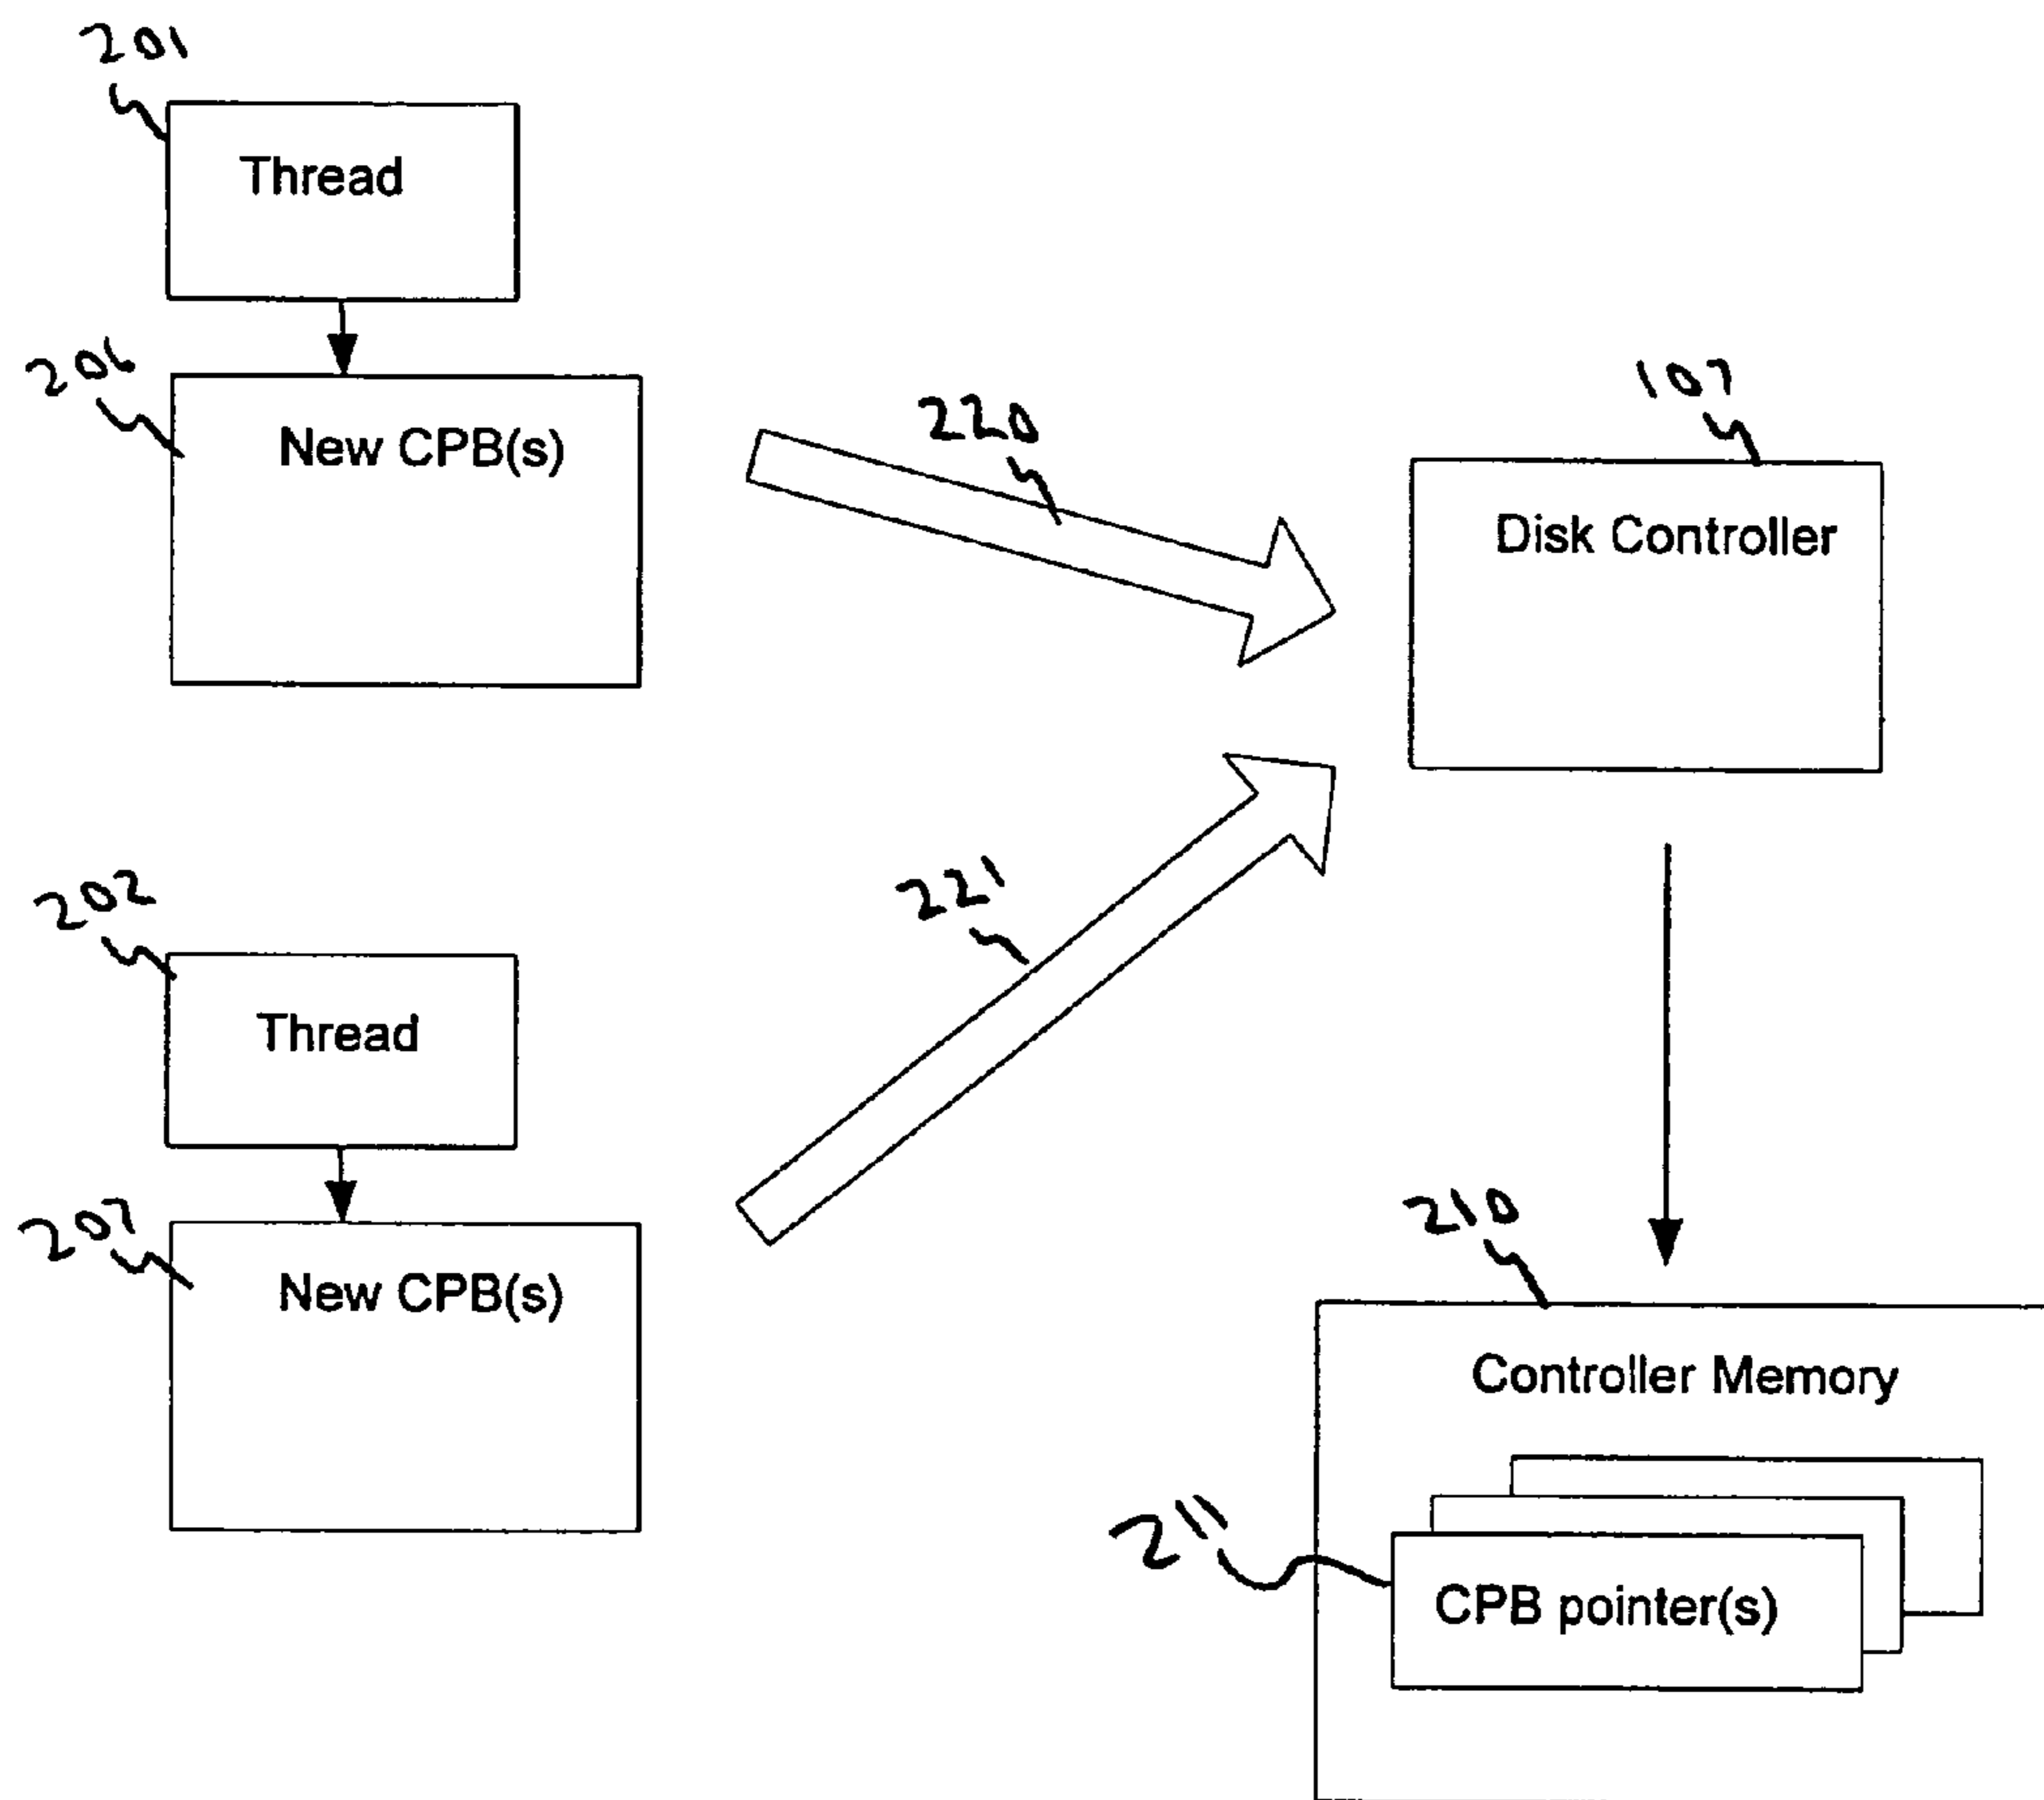 201
Thread
206
New CPB(s)
220
107
Disk Controller
221
202
Thread
207
New CPB(s)
210
Controller Memory
211
CPB pointer(s)